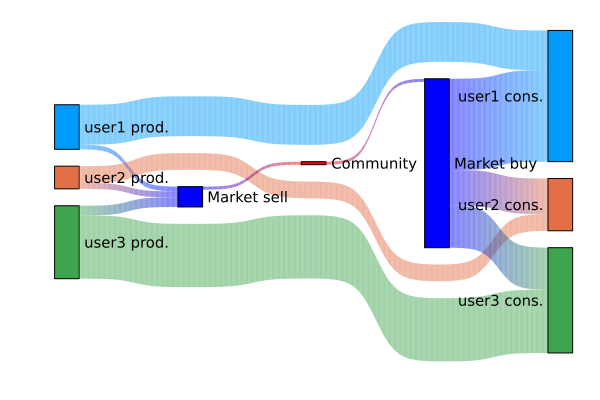 user1 prod.
user2 prod.
user3 prod.
Market sell
Community
Market buy
user1 cons.
user2 cons.
user3 cons.